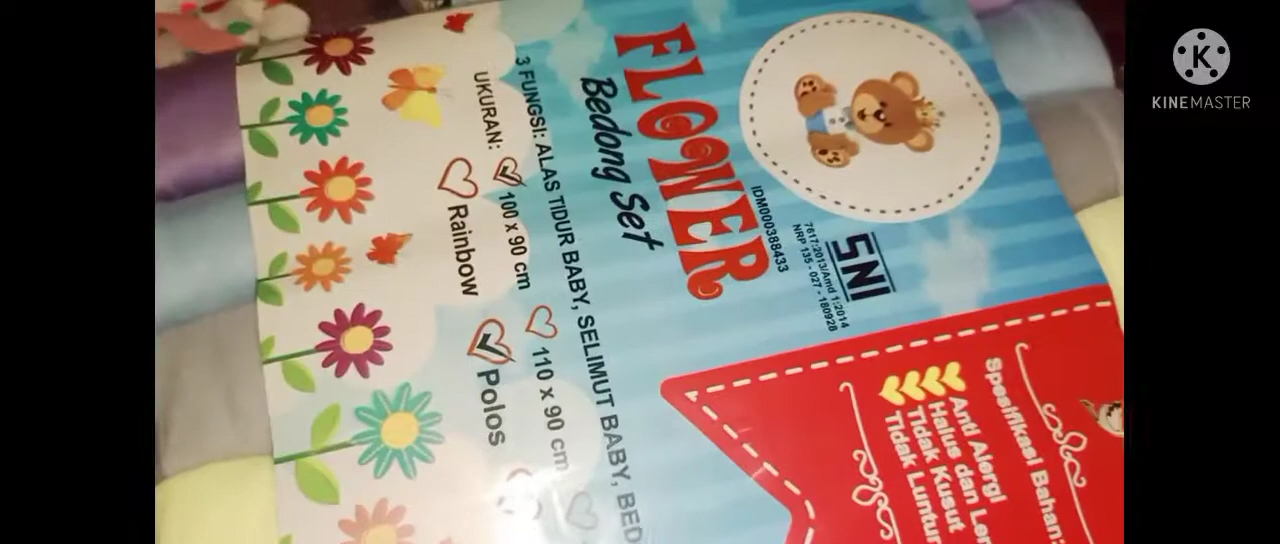 FLOWER
Bedong Set
IDM000388433
SNI
7617:2013/Amd 1:2014
NRP 135 - 027 - 180928
3 FUNGSI: ALAS TIDUR BABY, SELIMUT BABY, BED
UKURAN: 100 x 90 cm 110 x 90 cm
Rainbow Polos
Spesifikasi Bahan:
Anti Alergi
Halus dan
Tidak Kusut
Tidak Luntur
K
KINEMASTER